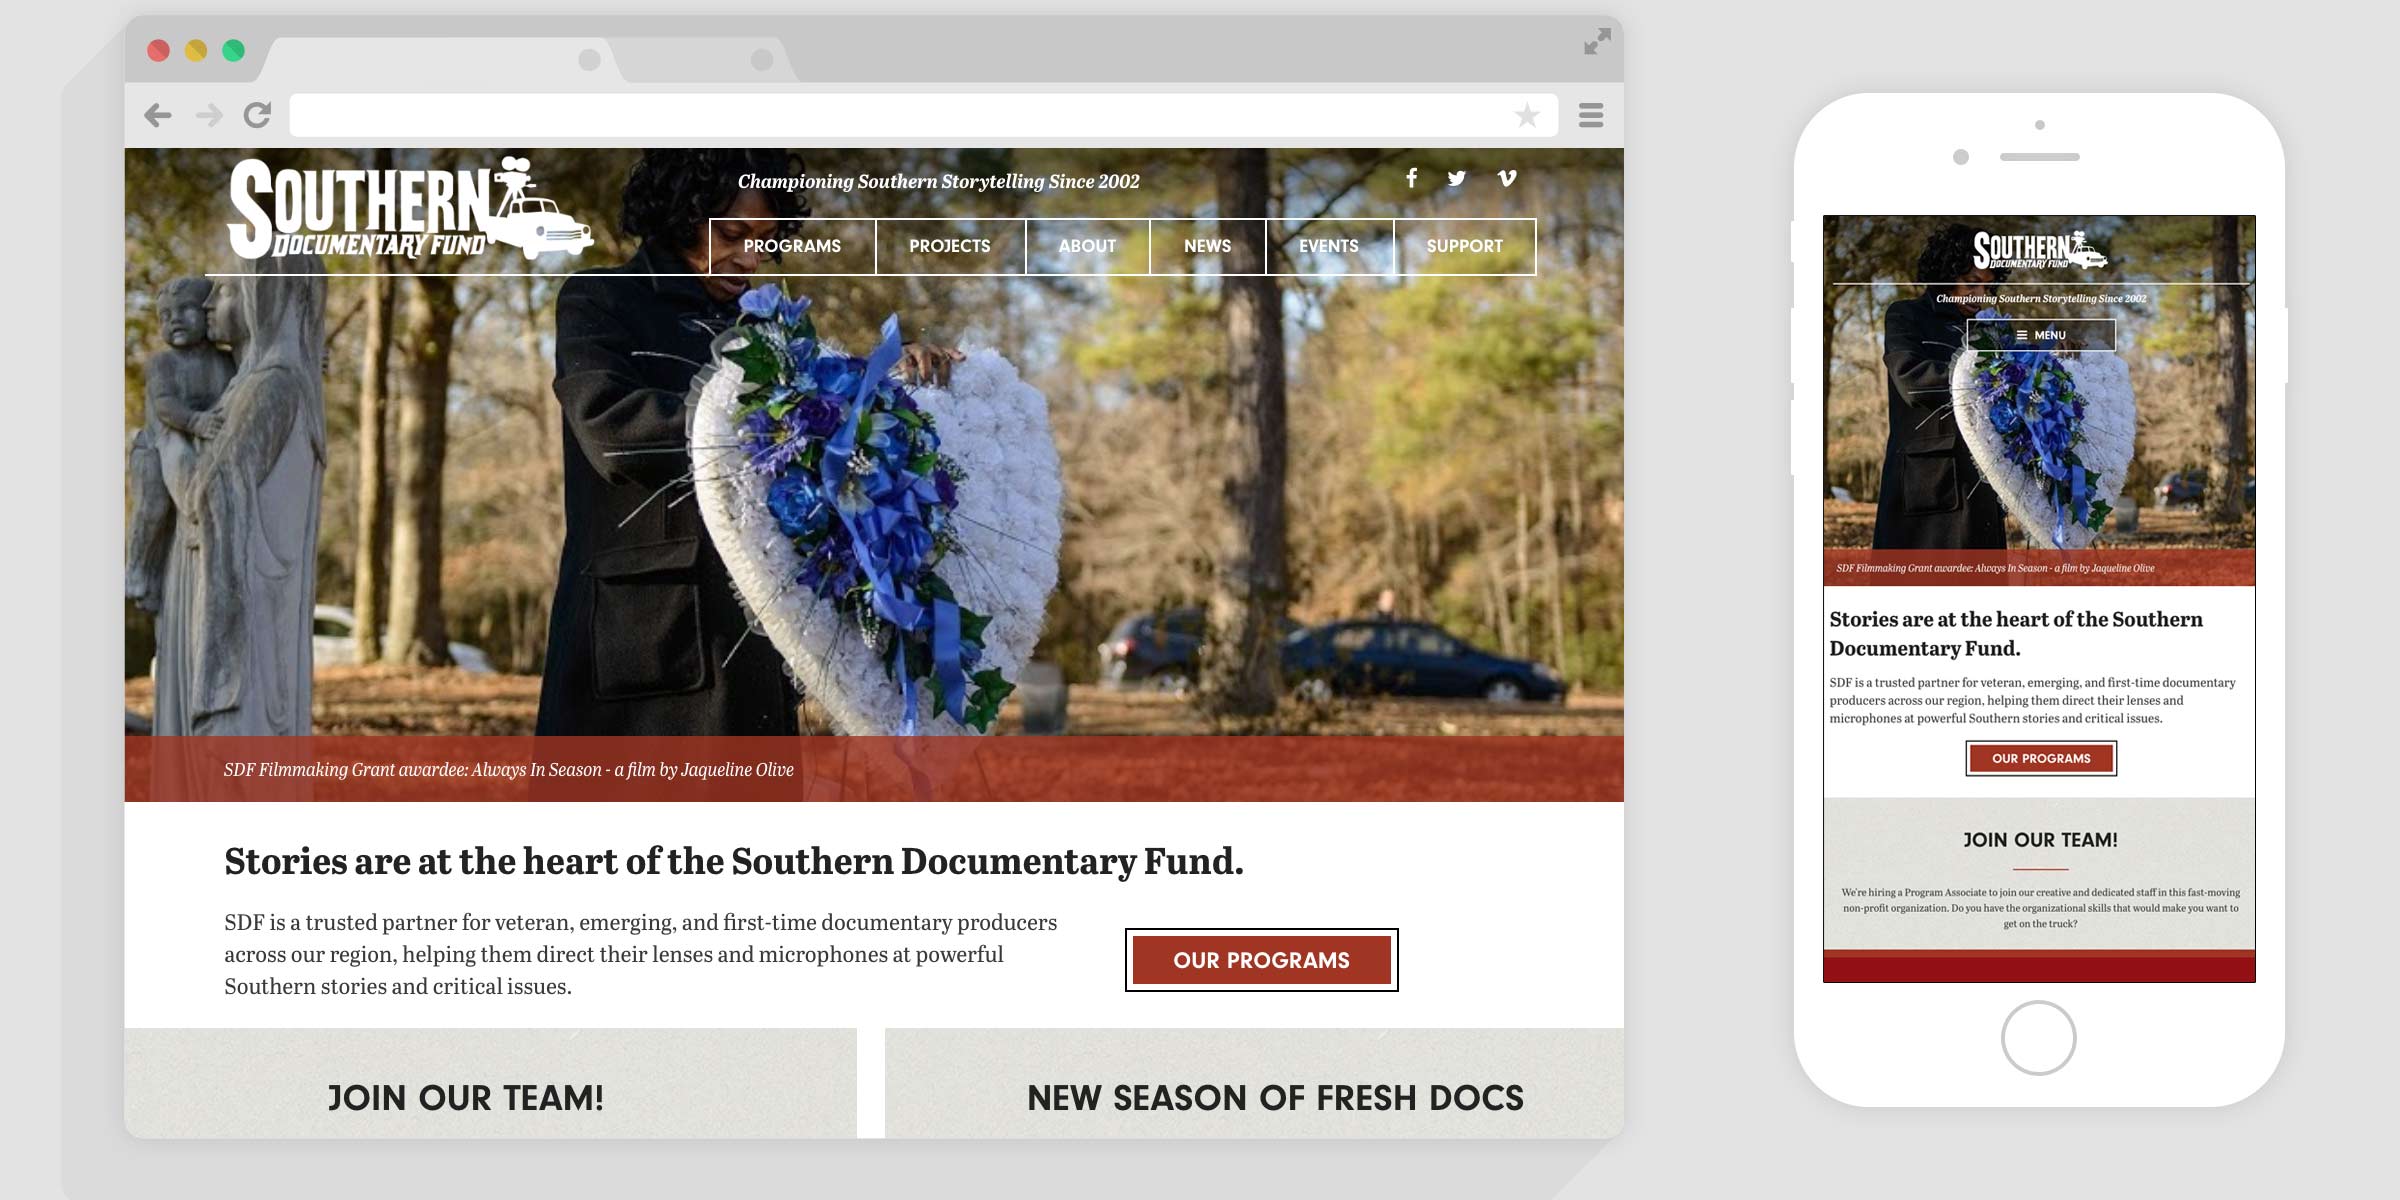 SOUTHERN
DOCUMENTARY FUND
Championing Southern Storytelling Since 2002
PROGRAMS
PROJECTS
ABOUT
NEWS
EVENTS
SUPPORT
SDF Filmmaking Grant awardee: Always In Season - a film by Jaqueline Olive
Stories are at the heart of the Southern Documentary Fund.
SDF is a trusted partner for veteran, emerging, and first-time documentary producers
across our region, helping them direct their lenses and microphones at powerful
Southern stories and critical issues.
OUR PROGRAMS
JOIN OUR TEAM!
NEW SEASON OF FRESH DOCS
SOUTHERN
DOCUMENTARY FUND
Championing Southern Storytelling Since 2002
MENU
SDF Filmmaking Grant awardee: Always In Season - a film by Jaqueline Olive
Stories are at the heart of the Southern
Documentary Fund.
SDF is a trusted partner for veteran, emerging, and first-time documentary
producers across our region, helping them direct their lenses and
microphones at powerful Southern stories and critical issues.
OUR PROGRAMS
JOIN OUR TEAM!
We're hiring a Program Associate to join our creative and dedicated staff in this fast-moving
non-profit organization. Do you have the organizational skills that would make you want to
get on the truck?